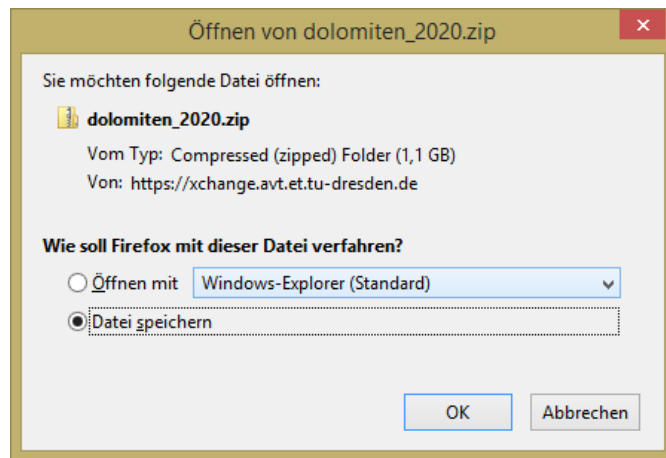 Öffnen von dolomiten_2020.zip
Sie möchten folgende Datei öffnen:
dolomiten_2020.zip
Vom Typ: Compressed (zipped) Folder (1,1 GB)
Von: https://xchange.avt.et.tu-dresden.de
Wie soll Firefox mit dieser Datei verfahren?
Öffnen mit Windows-Explorer (Standard)
Datei speichern
OK Abbrechen